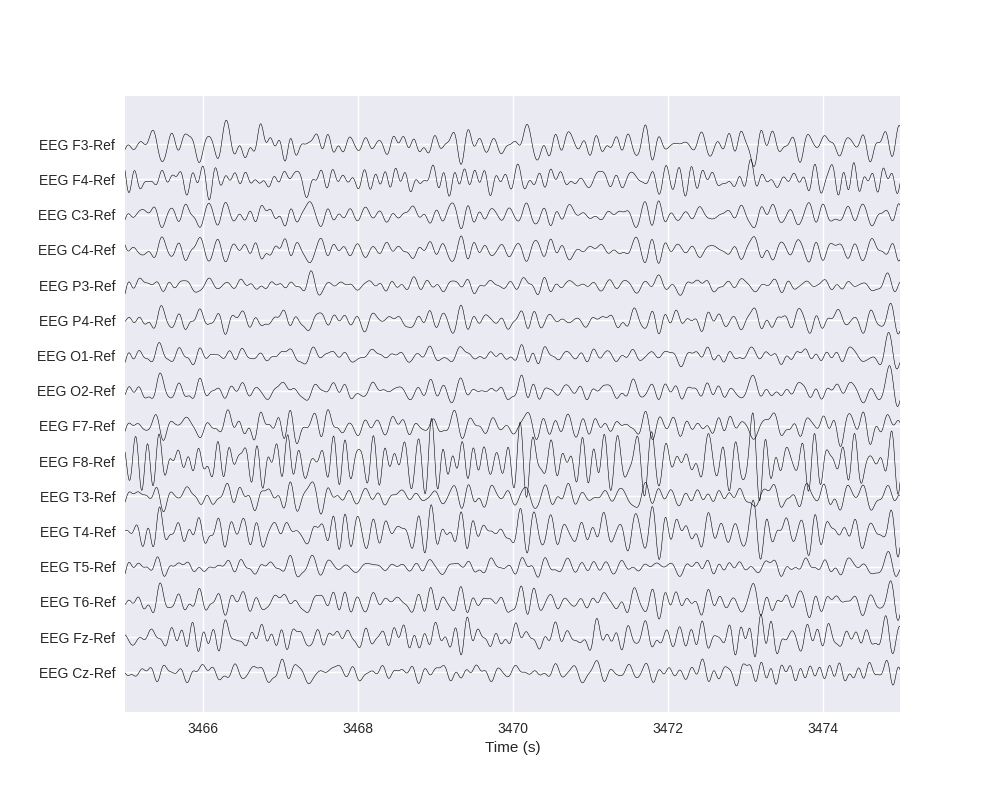 EEG F3-Ref
EEG F4-Ref
EEG C3-Ref
EEG C4-Ref
EEG P3-Ref
EEG P4-Ref
EEG O1-Ref
EEG O2-Ref
EEG F7-Ref
EEG F8-Ref
EEG T3-Ref
EEG T4-Ref
EEG T5-Ref
EEG T6-Ref
EEG Fz-Ref
EEG Cz-Ref
3466 3468 3470 3472 3474
Time (s)